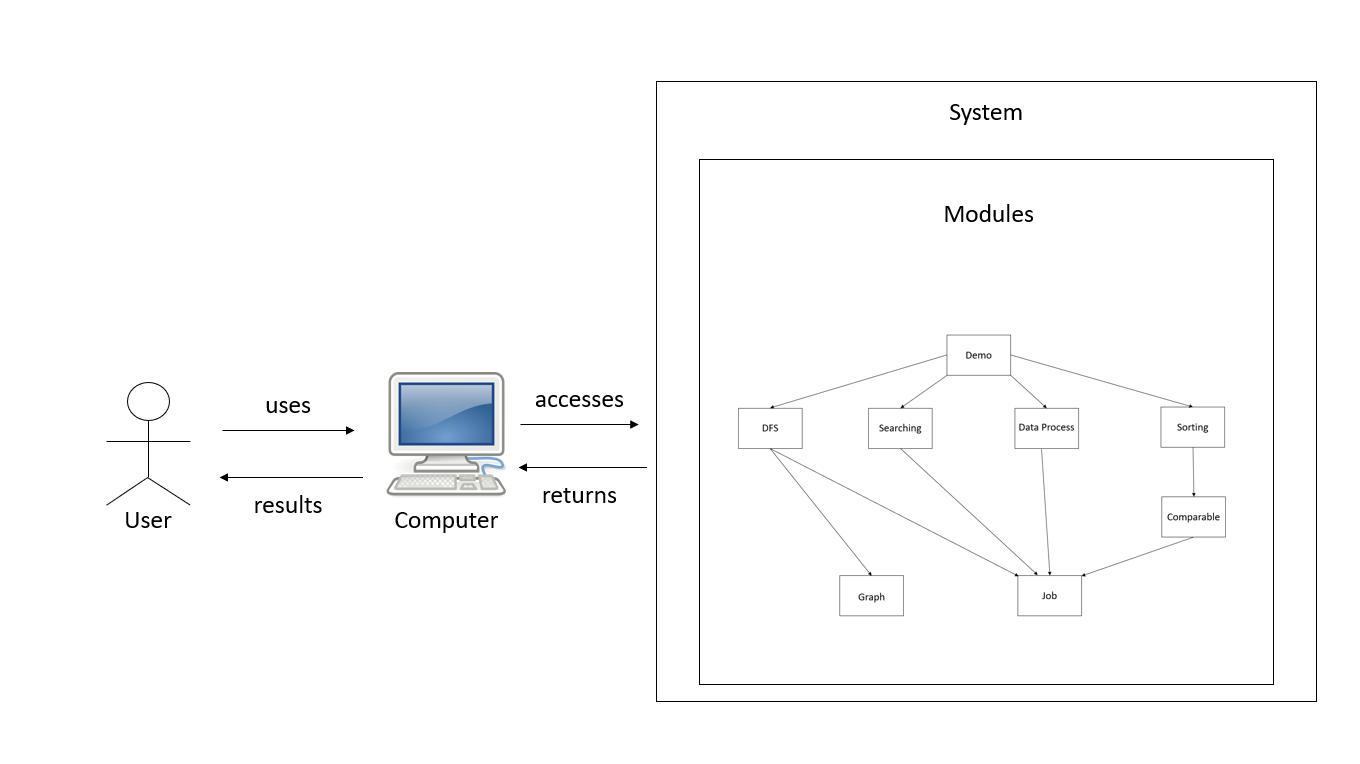 System
Modules
Demo
DFS
Searching
Data Process
Sorting
Comparable
Graph
Job
uses
accesses
results
returns
User
Computer